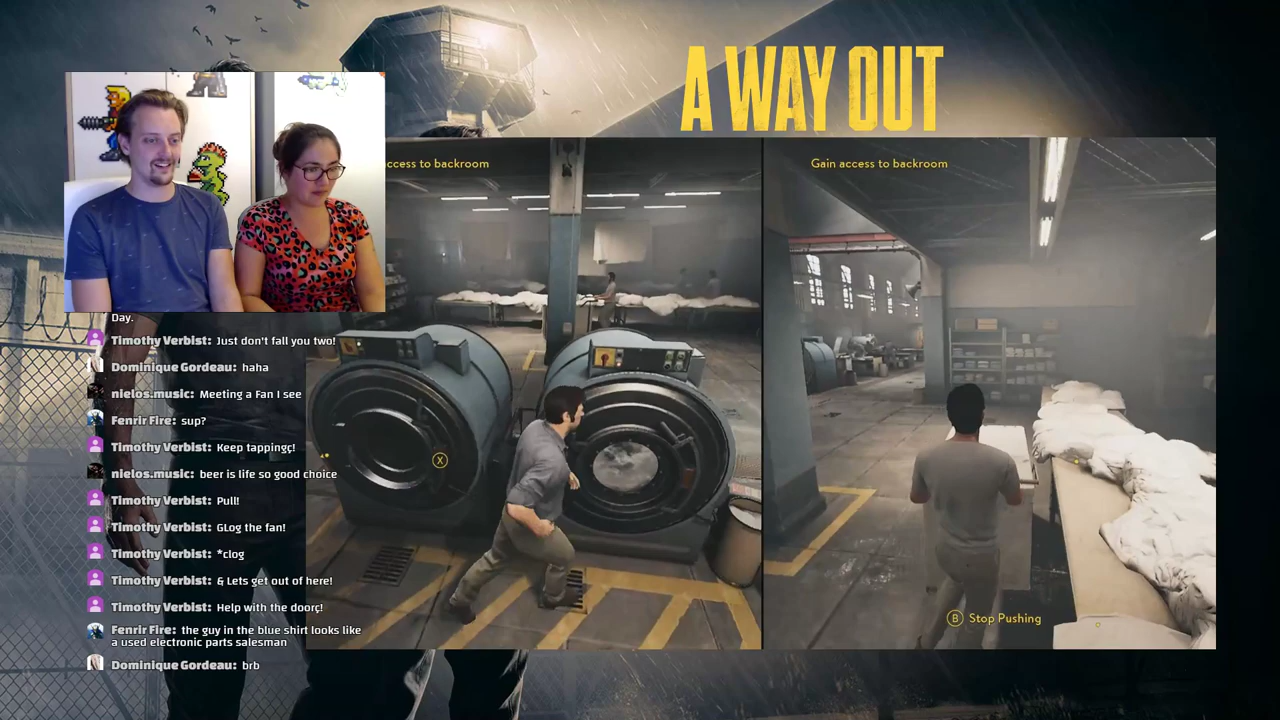 A WAY OUT
access to backroom
Gain access to backroom
Day.
Timothy Verbist: Just don't fall you two!
Dominique Gordeau: haha
nielos.music: Meeting a Fan I see
Fenrir Fire: sup?
Timothy Verbist: Keep tapping¢!
nielos.music: beer is life so good choice
Timothy Verbist: Pull!
Timothy Verbist: GLog the fan!
Timothy Verbist: *clog
Timothy Verbist: & Lets get out of here!
Timothy Verbist: Help with the doorç!
Fenrir Fire: the guy in the blue shirt looks like
a used electronic parts salesman
Dominique Gordeau: brb
X
B Stop Pushing